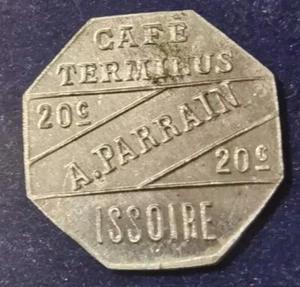 CAFÉ
TERMINUS
20c
A.PARRAIN
20c
ISSOIRE